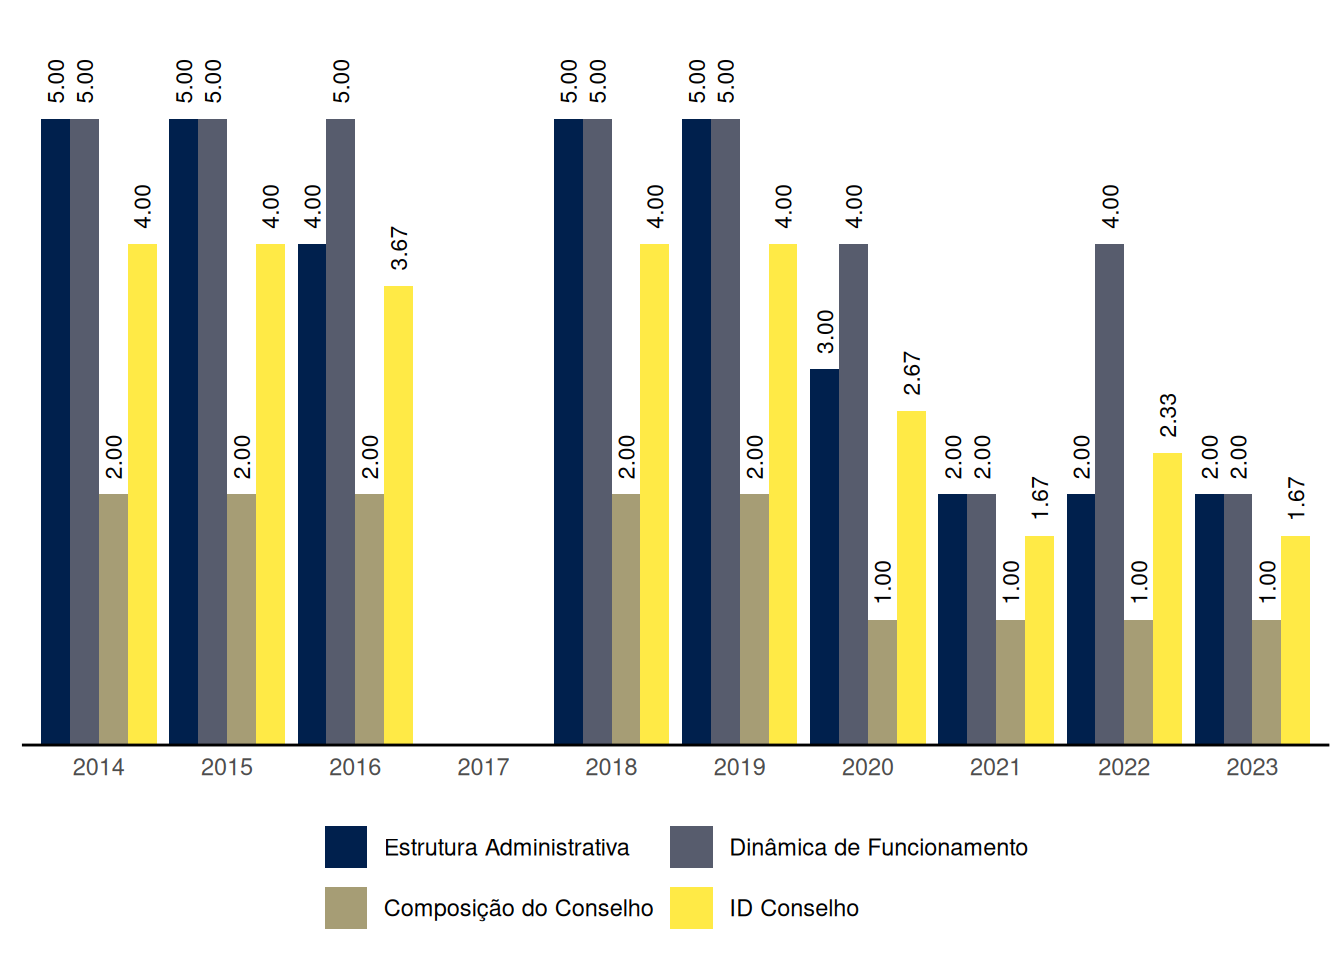 5.00 5.00 2.00 4.00
5.00 5.00 2.00 4.00
4.00 5.00 2.00 3.67
5.00 5.00 2.00 4.00
5.00 5.00 2.00 4.00
3.00 4.00 1.00 2.67
2.00 2.00 1.00 1.67
2.00 4.00 1.00 2.33
2.00 2.00 1.00 1.67
2014 2015 2016 2017 2018 2019 2020 2021 2022 2023
Estrutura Administrativa Dinâmica de Funcionamento
Composição do Conselho ID Conselho